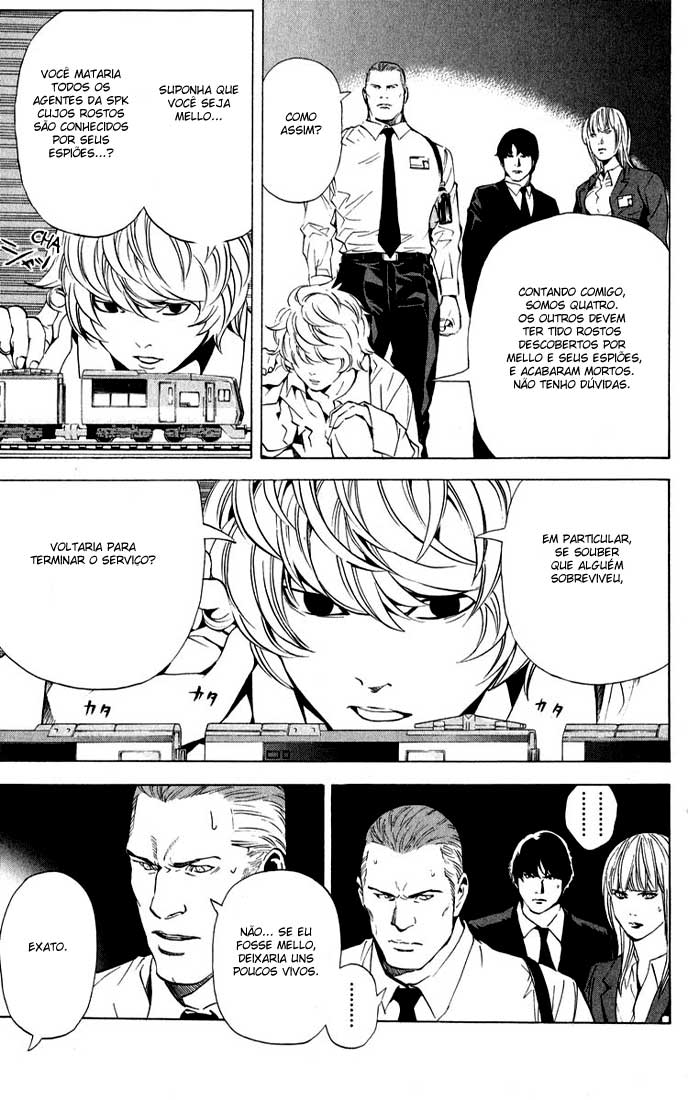 CONTANDO COMIGO,
SOMOS QUATRO.
OS OUTROS DEVEM
TER TIDO ROSTOS
DESCOBERTOS POR
MELLO E SEUS ESPIÕES,
E ACABARAM MORTOS.
NÃO TENHO DÚVIDAS.
COMO
ASSIM?
SUPONHA QUE
VOCÊ SEJA
MELLO...
VOCÊ MATARIA
TODOS OS
AGENTES DA SPK
CUJOS ROSTOS
SÃO CONHECIDOS
POR SEUS
ESPIÕES...?
CHA
ジャッ
EM PARTICULAR,
SE SOUBER
QUE ALGUÉM
SOBREVIVEU,
VOLTARIA PARA
TERMINAR O SERVIÇO?
カタ
カタ
........
........
NÃO... SE EU
FOSSE MELLO,
DEIXARIA UNS
POUCOS VIVOS.
EXATO.